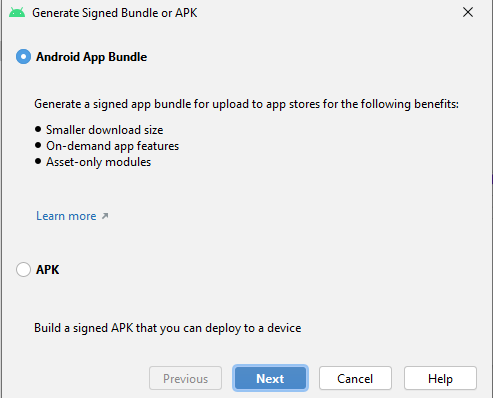 Generate Signed Bundle or APK
Android App Bundle
Generate a signed app bundle for upload to app stores for the following benefits:
● Smaller download size
● On-demand app features
● Asset-only modules
Learn more ↗
APK
Build a signed APK that you can deploy to a device
Previous Next Cancel Help